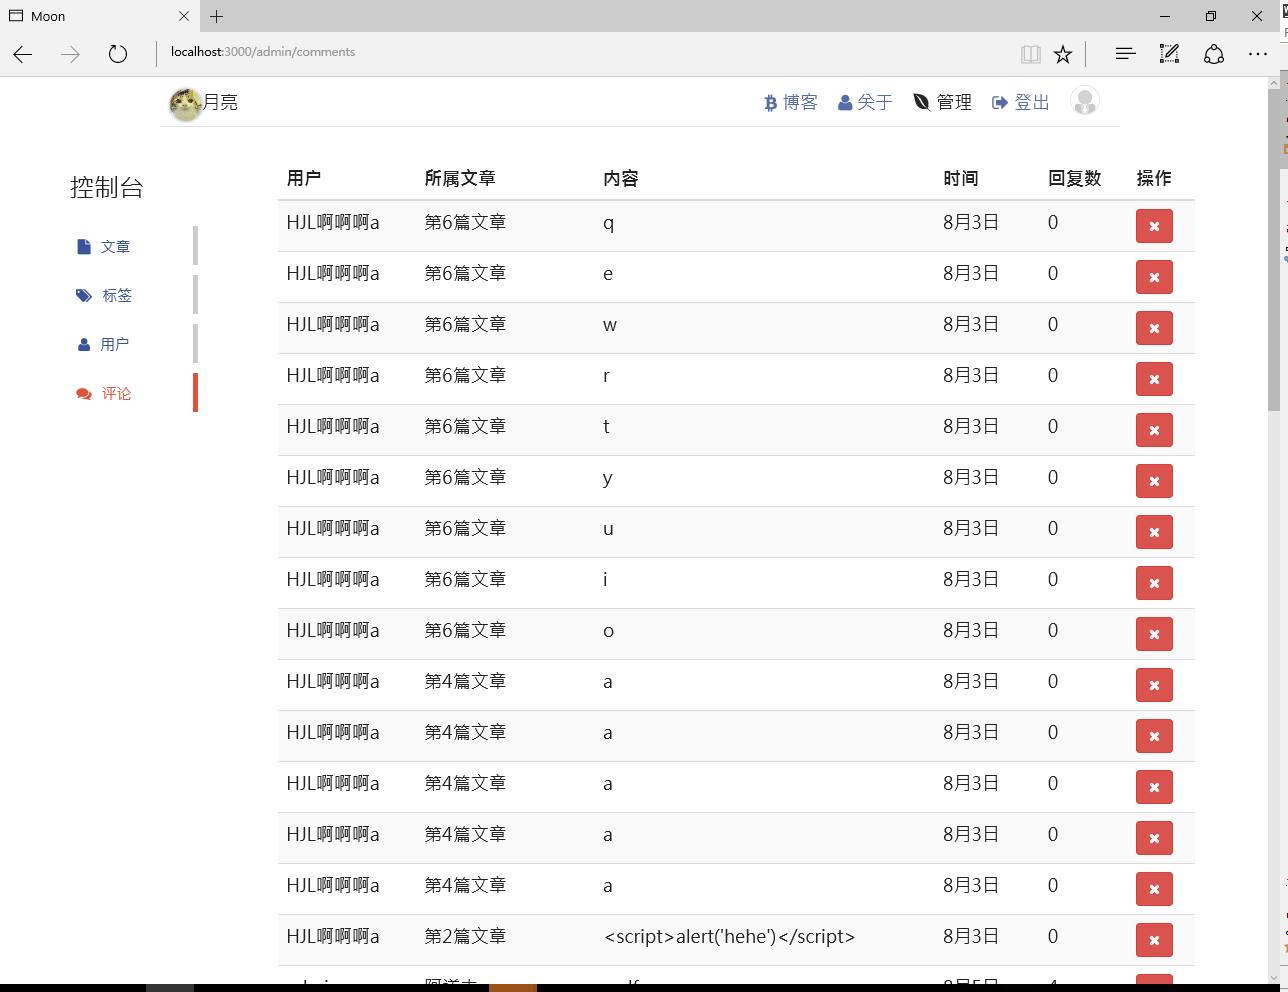 Moon
localhost:3000/admin/comments
月亮
博客 关于 管理 登出
控制台
文章
标签
用户
评论
用户 所属文章 内容 时间 回复数 操作
HJL啊啊啊a 第6篇文章 q 8月3日 0
HJL啊啊啊a 第6篇文章 e 8月3日 0
HJL啊啊啊a 第6篇文章 w 8月3日 0
HJL啊啊啊a 第6篇文章 r 8月3日 0
HJL啊啊啊a 第6篇文章 t 8月3日 0
HJL啊啊啊a 第6篇文章 y 8月3日 0
HJL啊啊啊a 第6篇文章 u 8月3日 0
HJL啊啊啊a 第6篇文章 i 8月3日 0
HJL啊啊啊a 第6篇文章 o 8月3日 0
HJL啊啊啊a 第4篇文章 a 8月3日 0
HJL啊啊啊a 第4篇文章 a 8月3日 0
HJL啊啊啊a 第4篇文章 a 8月3日 0
HJL啊啊啊a 第4篇文章 a 8月3日 0
HJL啊啊啊a 第4篇文章 a 8月3日 0
HJL啊啊啊a 第2篇文章 <script>alert('hehe')</script> 8月3日 0